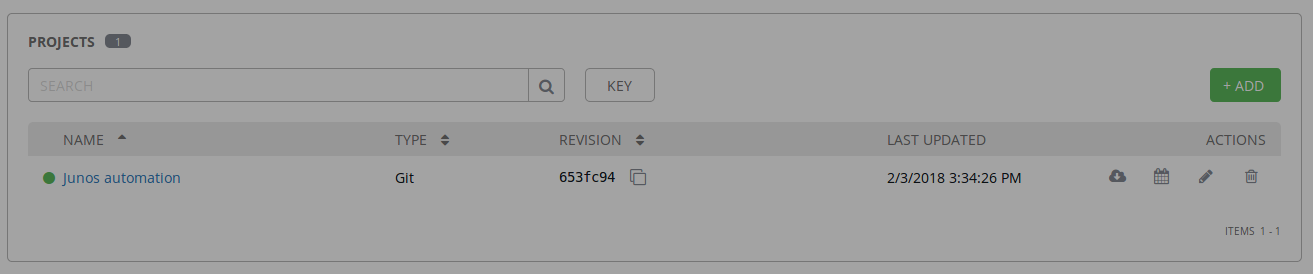 PROJECTS 1
SEARCH KEY + ADD
NAME TYPE REVISION LAST UPDATED ACTIONS
Junos automation Git 653fc94 2/3/2018 3:34:26 PM
ITEMS 1 - 1